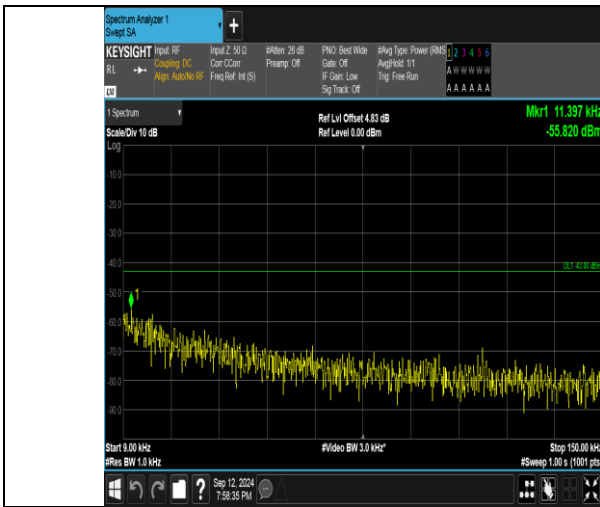 Spectrum Analyzer 1
Swept SA
+
KEYSIGHT Input: RF Input Z: 50 Ω #Atten: 26 dB PNO: Best Wide #Avg Type: Power (RMS 1 2 3 4 5 6
RL Coupling: DC Corr CCorr Preamp: Off Gate: Off Avg|Hold: 1/1 A W W W W W
Align: Auto/No RF Freq Ref: Int (S) IF Gain: Low Trig: Free Run
LXI Sig Track: Off A A A A A A
1 Spectrum
Ref Lvl Offset 4.83 dB Mkr1 11.397 kHz
Scale/Div 10 dB Ref Level 0.00 dBm -55.820 dBm
Log
-10.0
-20.0
-30.0
-40.0
DL1 -43.00 dBm
-50.0
1
-60.0
-70.0
-80.0
-90.0
Start 9.00 kHz #Video BW 3.0 kHz* Stop 150.00 kHz
#Res BW 1.0 kHz #Sweep 1.00 s (1001 pts
? Sep 12, 2024
7:58:35 PM